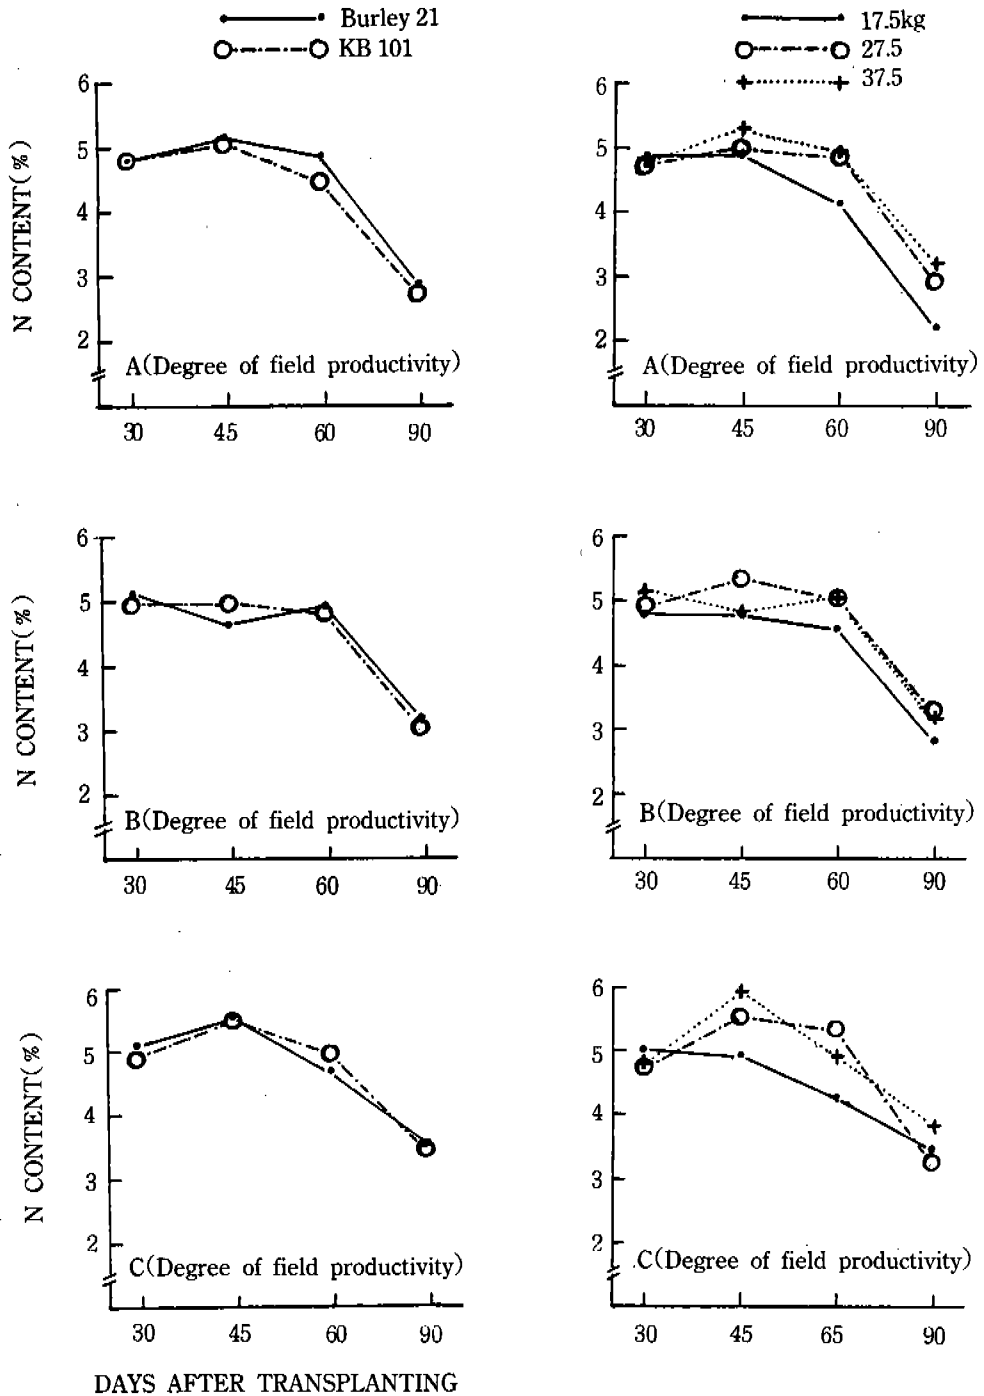 Burley 21
KB 101
17.5kg
27.5
37.5
N CONTENT(%)
6
5
4
3
2
A(Degree of field productivity)
30 45 60 90
6
5
4
3
2
A(Degree of field productivity)
30 45 60 90
N CONTENT(%)
6
5
4
3
2
B(Degree of field productivity)
30 45 60 90
6
5
4
3
2
B(Degree of field productivity)
30 45 60 90
N CONTENT(%)
6
5
4
3
2
C(Degree of field productivity)
30 45 60 90
6
5
4
3
2
C(Degree of field productivity)
30 45 65 90
DAYS AFTER TRANSPLANTING